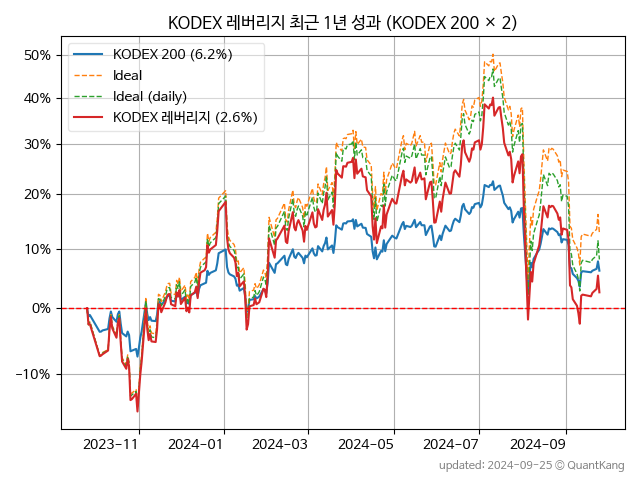 KODEX 레버리지 최근 1년 성과 (KODEX 200 × 2)
KODEX 200 (6.2%)
Ideal
Ideal (daily)
KODEX 레버리지 (2.6%)
50%
40%
30%
20%
10%
0%
−10%
2023-11
2024-01
2024-03
2024-05
2024-07
2024-09
updated: 2024-09-25 © QuantKang